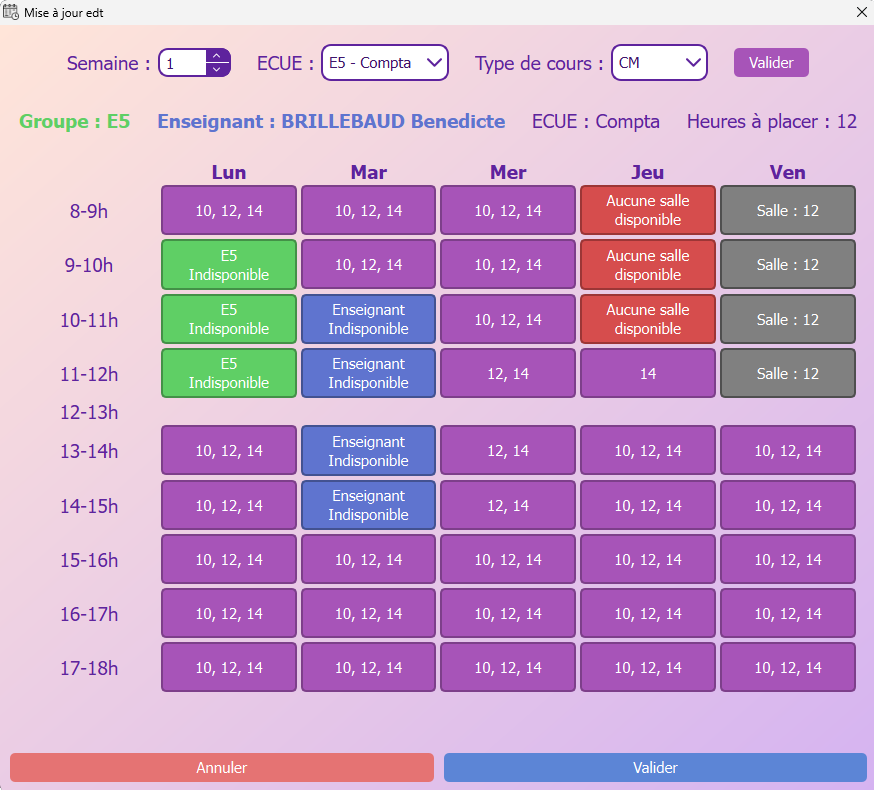 Mise à jour edt
Semaine : 1 ECUE : E5 - Compta Type de cours : CM Valider
Groupe : E5 Enseignant : BRILLEBAUD Benedicte ECUE : Compta Heures à placer : 12
Lun Mar Mer Jeu Ven
8-9h 10, 12, 14 10, 12, 14 10, 12, 14 Aucune salle disponible Salle : 12
9-10h E5 Indisponible 10, 12, 14 10, 12, 14 Aucune salle disponible Salle : 12
10-11h E5 Indisponible Enseignant Indisponible 10, 12, 14 Aucune salle disponible Salle : 12
11-12h E5 Indisponible Enseignant Indisponible 12, 14 14 Salle : 12
12-13h
13-14h 10, 12, 14 Enseignant Indisponible 12, 14 10, 12, 14 10, 12, 14
14-15h 10, 12, 14 Enseignant Indisponible 12, 14 10, 12, 14 10, 12, 14
15-16h 10, 12, 14 10, 12, 14 10, 12, 14 10, 12, 14 10, 12, 14
16-17h 10, 12, 14 10, 12, 14 10, 12, 14 10, 12, 14 10, 12, 14
17-18h 10, 12, 14 10, 12, 14 10, 12, 14 10, 12, 14 10, 12, 14
Annuler Valider